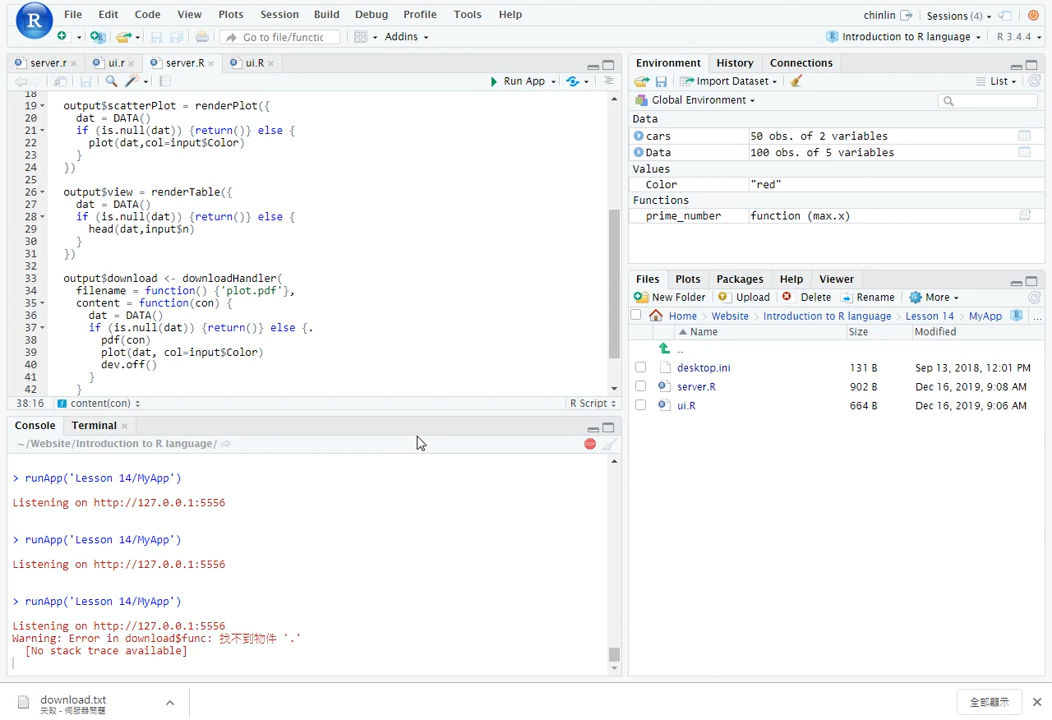 R File Edit Code View Plots Session Build Debug Profile Tools Help chinlin Sessions (4)
Go to file/functic Addins Introduction to R language R 3.4.4
server.r ui.r server.R ui.R
Run App
18
19 output$scatterPlot = renderPlot({
20 dat = DATA()
21 if (is.null(dat)) {return()} else {
22 plot(dat,col=input$Color)
23 }
24 })
25
26 output$view = renderTable({
27 dat = DATA()
28 if (is.null(dat)) {return()} else {
29 head(dat,input$n)
30 }
31 })
32
33 output$download <- downloadHandler(
34 filename = function() {'plot.pdf'},
35 content = function(con) {
36 dat = DATA()
37 if (is.null(dat)) {return()} else {.
38 pdf(con)
39 plot(dat, col=input$Color)
40 dev.off()
41 }
42 }
38:16 content(con) R Script
Console Terminal
~/Website/Introduction to R language/
> runApp('Lesson 14/MyApp')
Listening on http://127.0.0.1:5556
> runApp('Lesson 14/MyApp')
Listening on http://127.0.0.1:5556
> runApp('Lesson 14/MyApp')
Listening on http://127.0.0.1:5556
Warning: Error in download$func: 找不到物件 '.'
[No stack trace available]
Environment History Connections
Import Dataset List
Global Environment
Data
cars 50 obs. of 2 variables
Data 100 obs. of 5 variables
Values
Color "red"
Functions
prime_number function (max.x)
Files Plots Packages Help Viewer
New Folder Upload Delete Rename More
Home Website Introduction to R language Lesson 14 MyApp R ...
Name Size Modified
..
desktop.ini 131 B Sep 13, 2018, 12:01 PM
server.R 902 B Dec 16, 2019, 9:08 AM
ui.R 664 B Dec 16, 2019, 9:06 AM
download.txt
失敗 - 伺服器問題
全部顯示